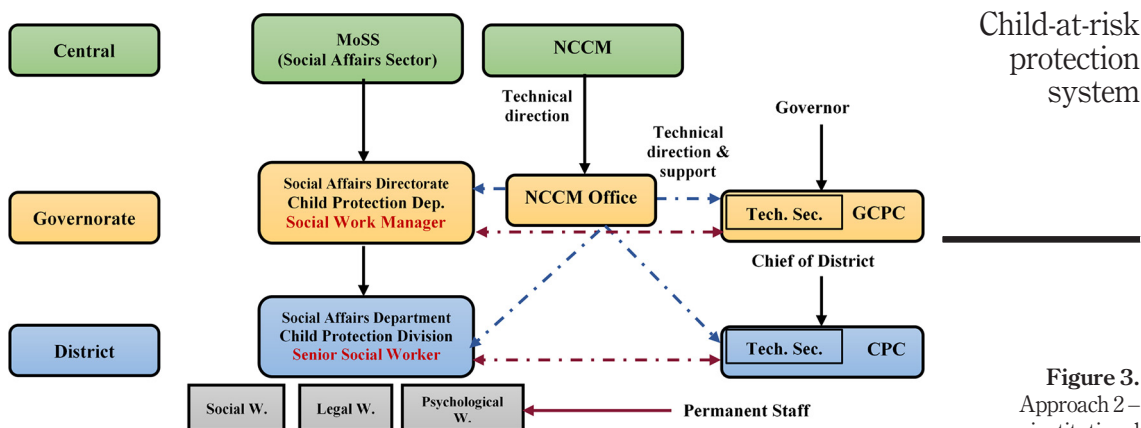 Child-at-risk
protection
system
Central
MoSS
(Social Affairs Sector)
NCCM
Technical
direction
Technical
direction &
support
Governor
Governorate
Social Affairs Directorate
Child Protection Dep.
Social Work Manager
NCCM Office
Tech. Sec.
GCPC
Chief of District
District
Social Affairs Department
Child Protection Division
Senior Social Worker
Tech. Sec.
CPC
Social W.
Legal W.
Psychological
W.
Permanent Staff
Figure 3.
Approach 2 –
institutional